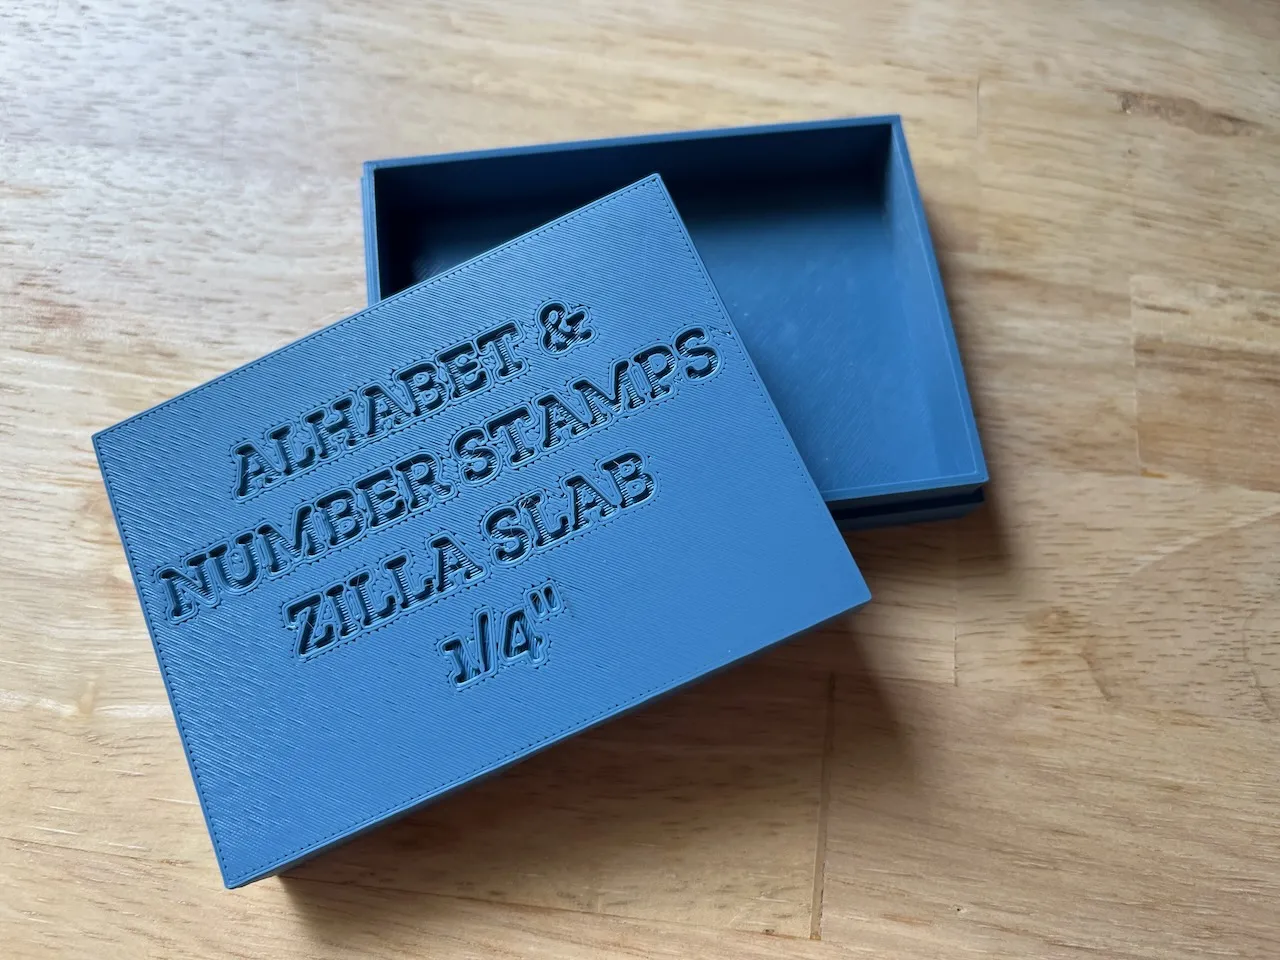 ALHABET &
NUMBER STAMPS
ZILLA SLAB
1/4"